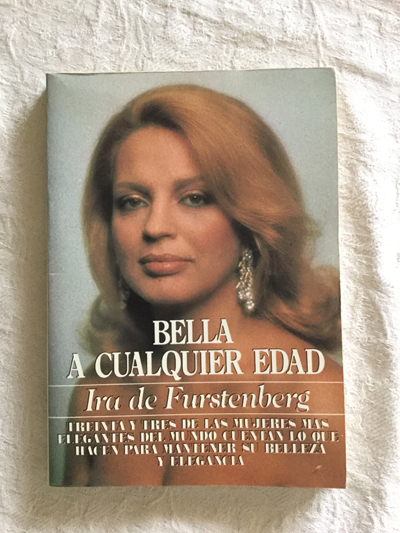 BELLA
A CUALQUIER EDAD
Ira de Furstenberg
TREINTA Y TRES DE LAS MUJERES MAS
ELEGANTES DEL MUNDO CUENTAN LO QUE
HACEN PARA MANTENER SU BELLEZA
Y ELEGANCIA